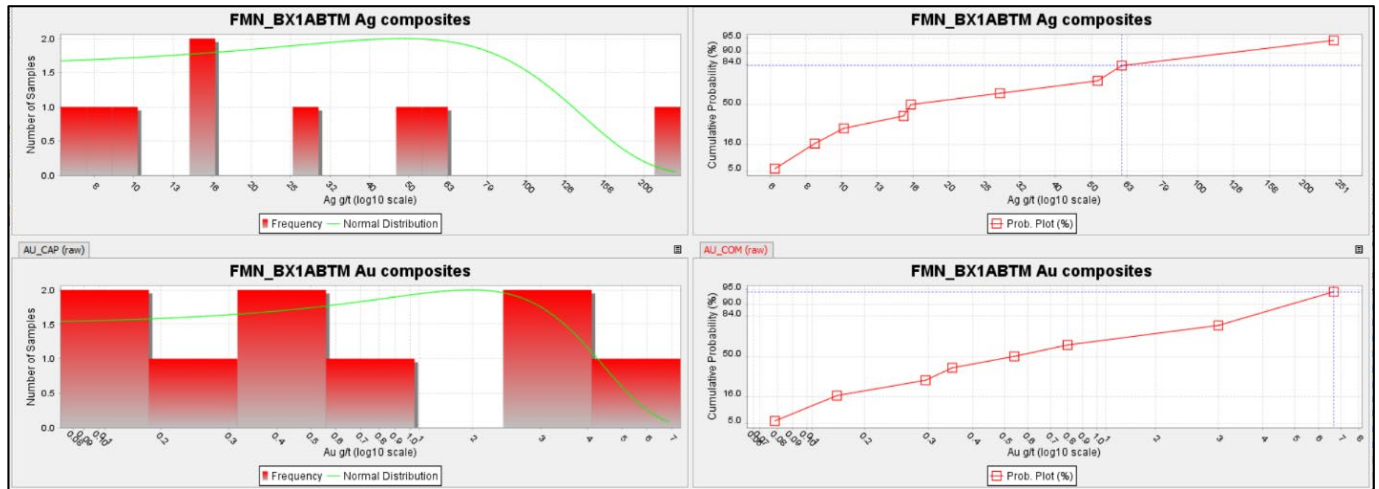 FMN_BX1ABTM Ag composites
Number of Samples
2.0
1.5
1.0
0.5
0.0
8 10 13 16 20 25 32 40 50 63 79 100 126 158 200
Ag g/t (log10 scale)
Frequency Normal Distribution
FMN_BX1ABTM Ag composites
Cumulative Probability (%)
95.0
90.0
84.0
50.0
16.0
5.0
6 8 10 13 16 20 25 32 40 50 63 79 100 126 158 200 251
Ag g/t (log10 scale)
Prob. Plot (%)
AU_CAP (raw)
FMN_BX1ABTM Au composites
Number of Samples
2.0
1.5
1.0
0.5
0.0
0.08 0.09 0.2 0.3 0.4 0.5 0.6 0.7 0.8 0.9 1 2 3 4 5 6 7
Au g/t (log10 scale)
Frequency Normal Distribution
AU_COM (raw)
FMN_BX1ABTM Au composites
Cumulative Probability (%)
95.0
90.0
84.0
50.0
16.0
5.0
0.07 0.08 0.09 0.2 0.3 0.4 0.5 0.6 0.7 0.8 0.9 1 2 3 4 5 6 7 8
Au g/t (log10 scale)
Prob. Plot (%)